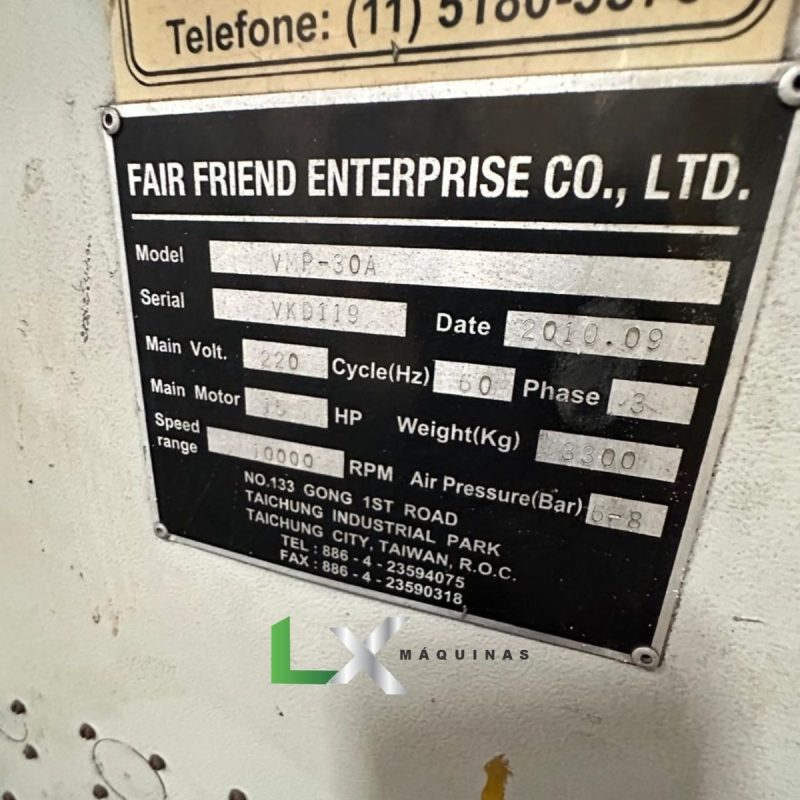 Telefone: (11) 5180-
FAIR FRIEND ENTERPRISE CO., LTD.
Model VMP-30A
Serial VKD119 Date 2010.09
Main Volt. 220 Cycle(Hz) 60 Phase 3
Main Motor 15 HP Weight(Kg) 3300
Speed range 10000 RPM Air Pressure(Bar) 6-8
NO.133 GONG 1ST ROAD
TAICHUNG INDUSTRIAL PARK
TAICHUNG CITY, TAIWAN, R.O.C.
TEL : 886 - 4 - 23594075
FAX : 886 - 4 - 23590318
LX MÁQUINAS